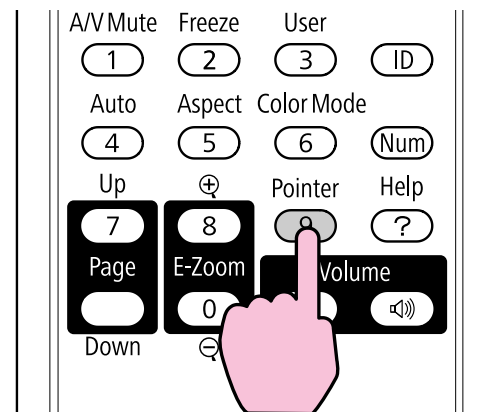 A/V Mute Freeze User
1 2 3 ID
Auto Aspect Color Mode
4 5 6 Num
Up Pointer Help
7 8 9 ?
Page E-Zoom Volume
0
Down